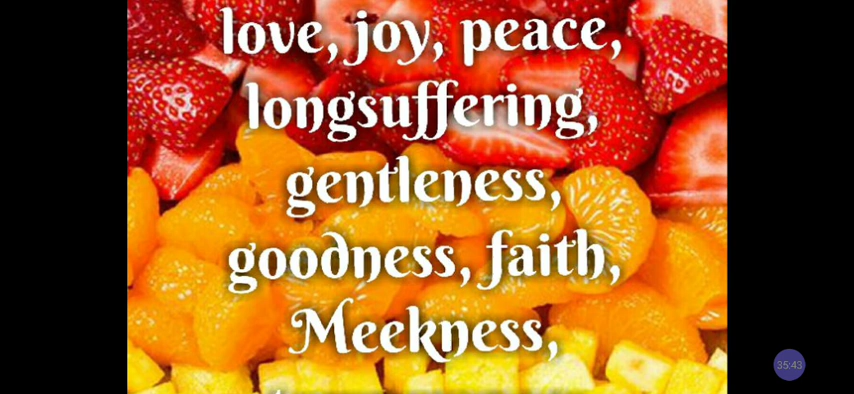 love, joy, peace,
longsuffering,
gentleness,
goodness, faith,
Meekness,
35:43